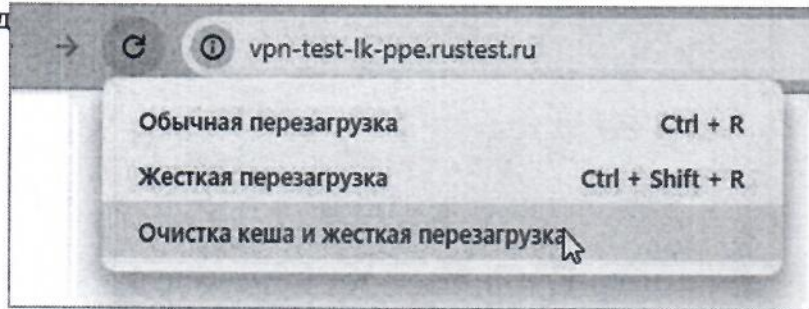 д
vpn-test-lk-ppe.rustest.ru
Обычная перезагрузка Ctrl + R
Жесткая перезагрузка Ctrl + Shift + R
Очистка кеша и жесткая перезагрузка